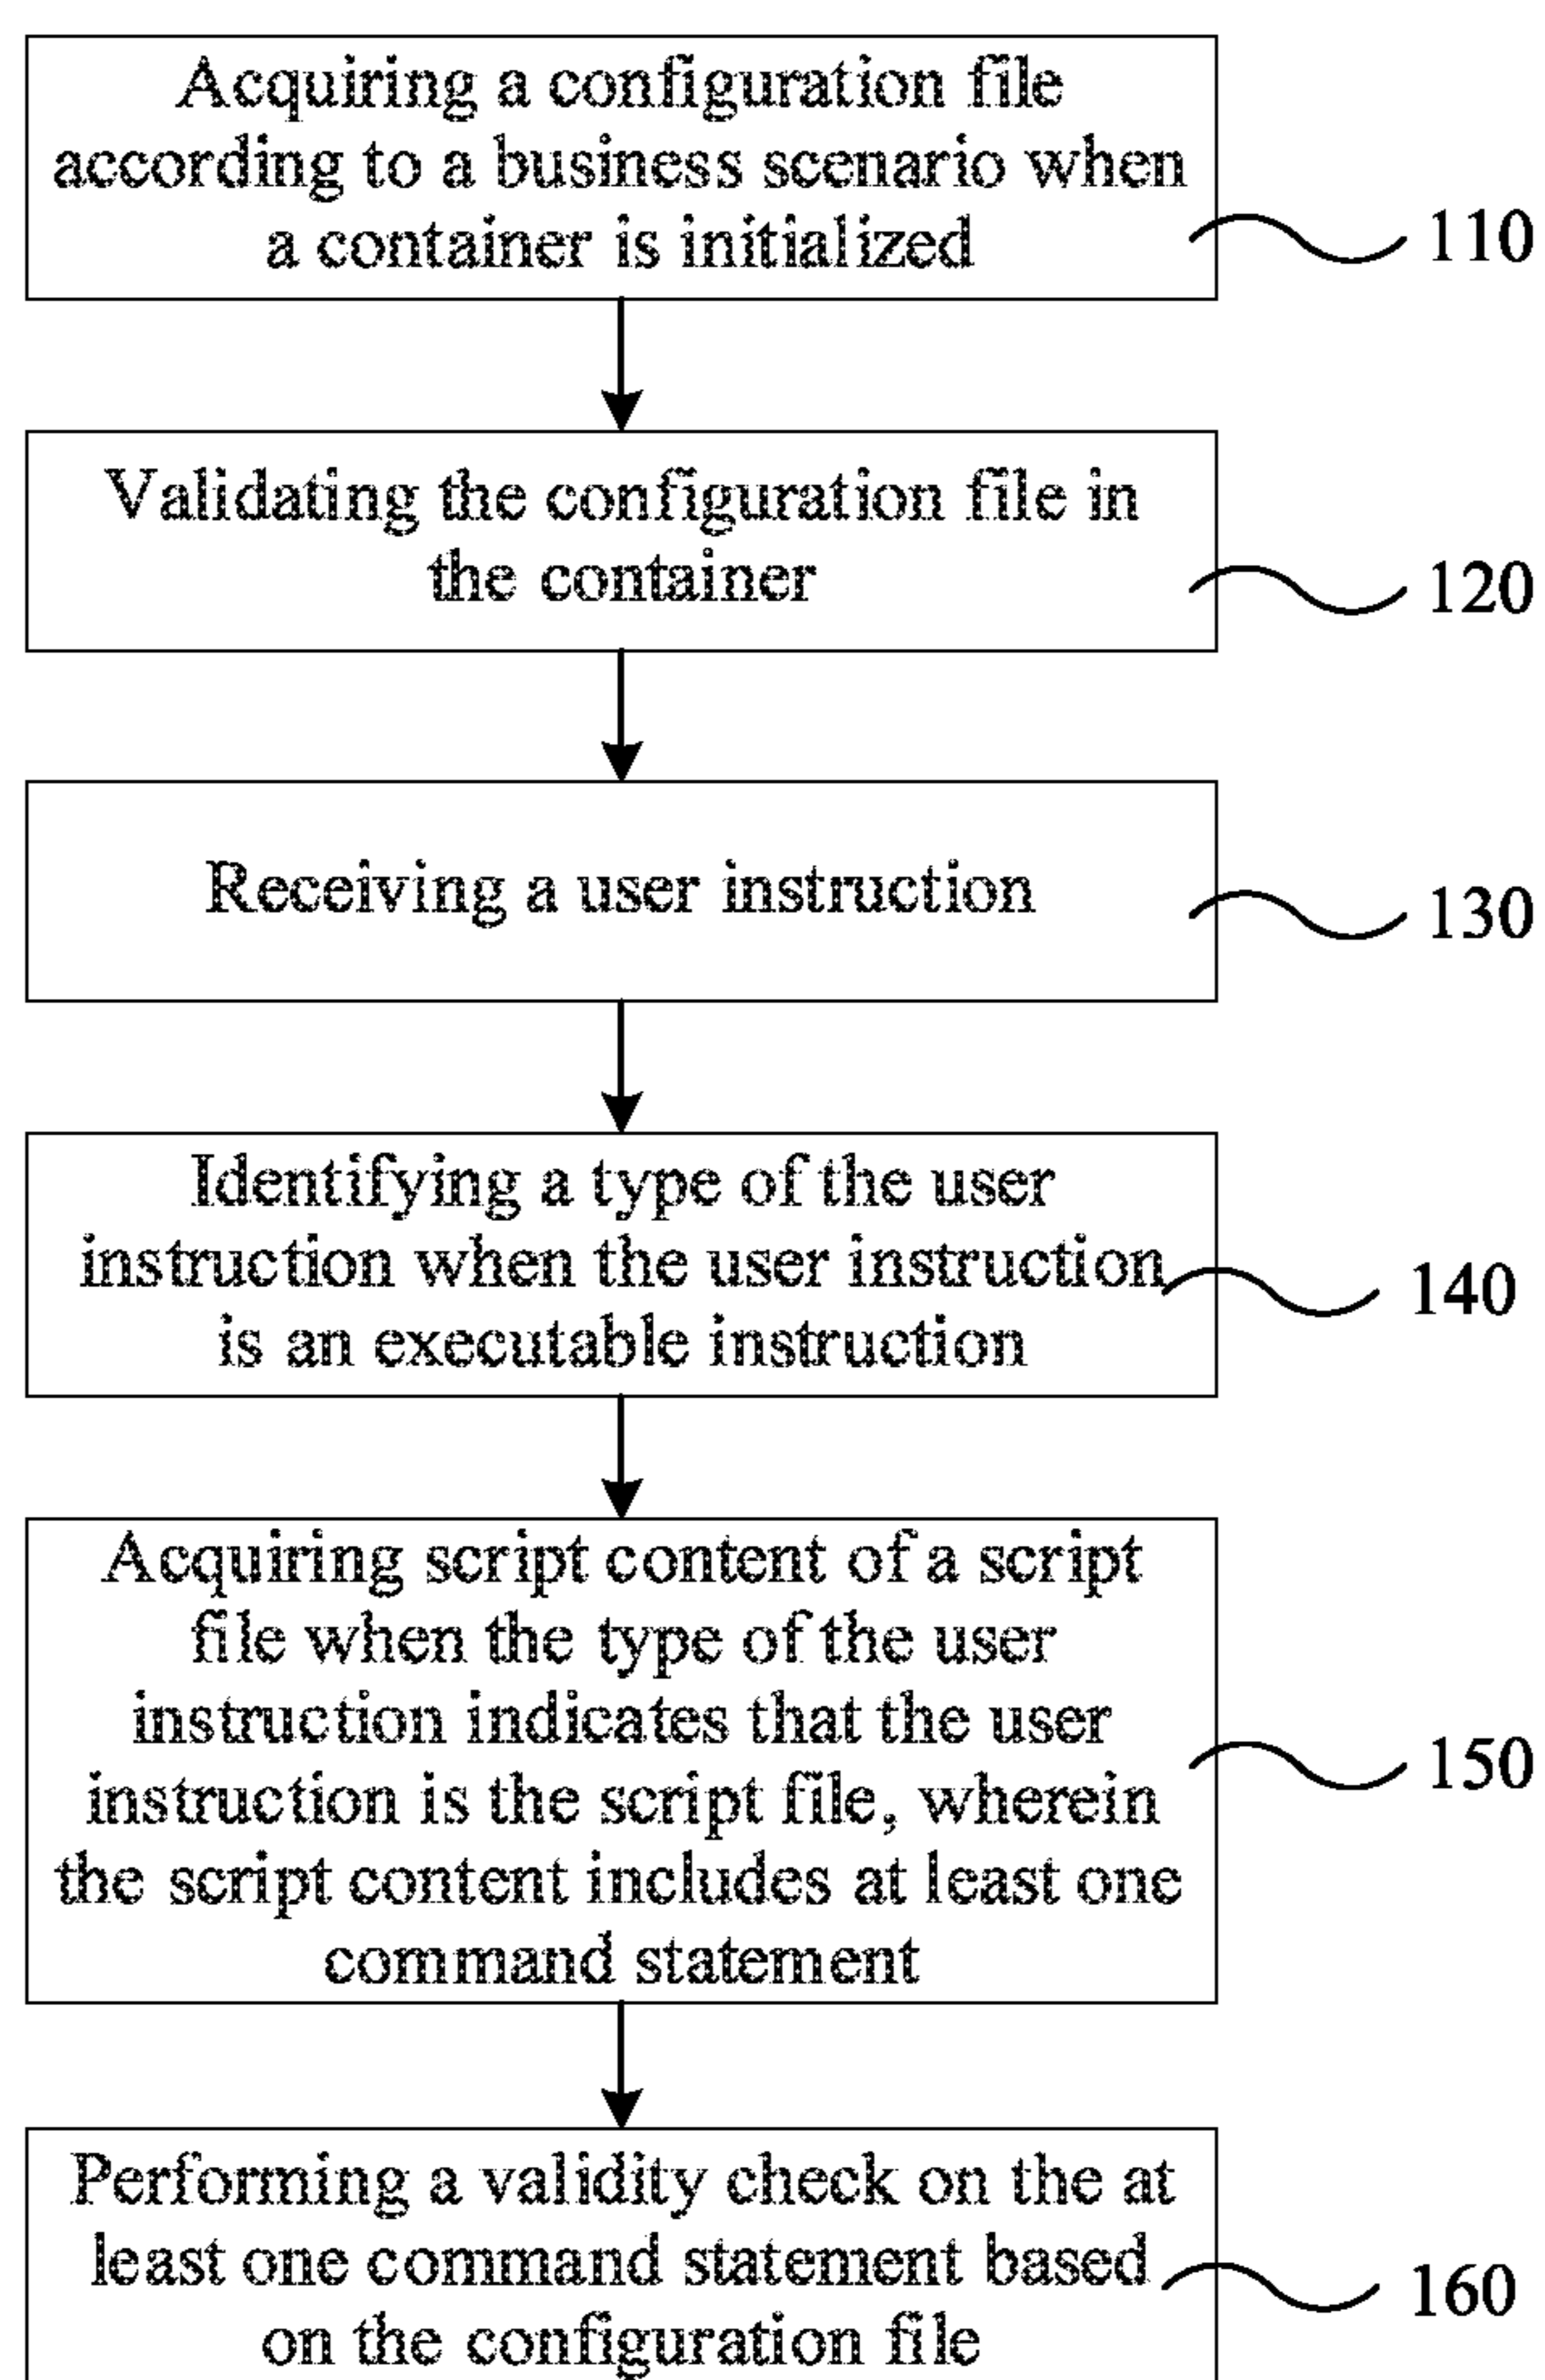 Acquiring a configuration file
according to a business scenario when
a container is initialized
110
Validating the configuration file in
the container
120
Receiving a user instruction
130
Identifying a type of the user
instruction when the user instruction
is an executable instruction
140
Acquiring script content of a script
file when the type of the user
instruction indicates that the user
instruction is the script file, wherein
the script content includes at least one
command statement
150
Performing a validity check on the at
least one command statement based
on the configuration file
160